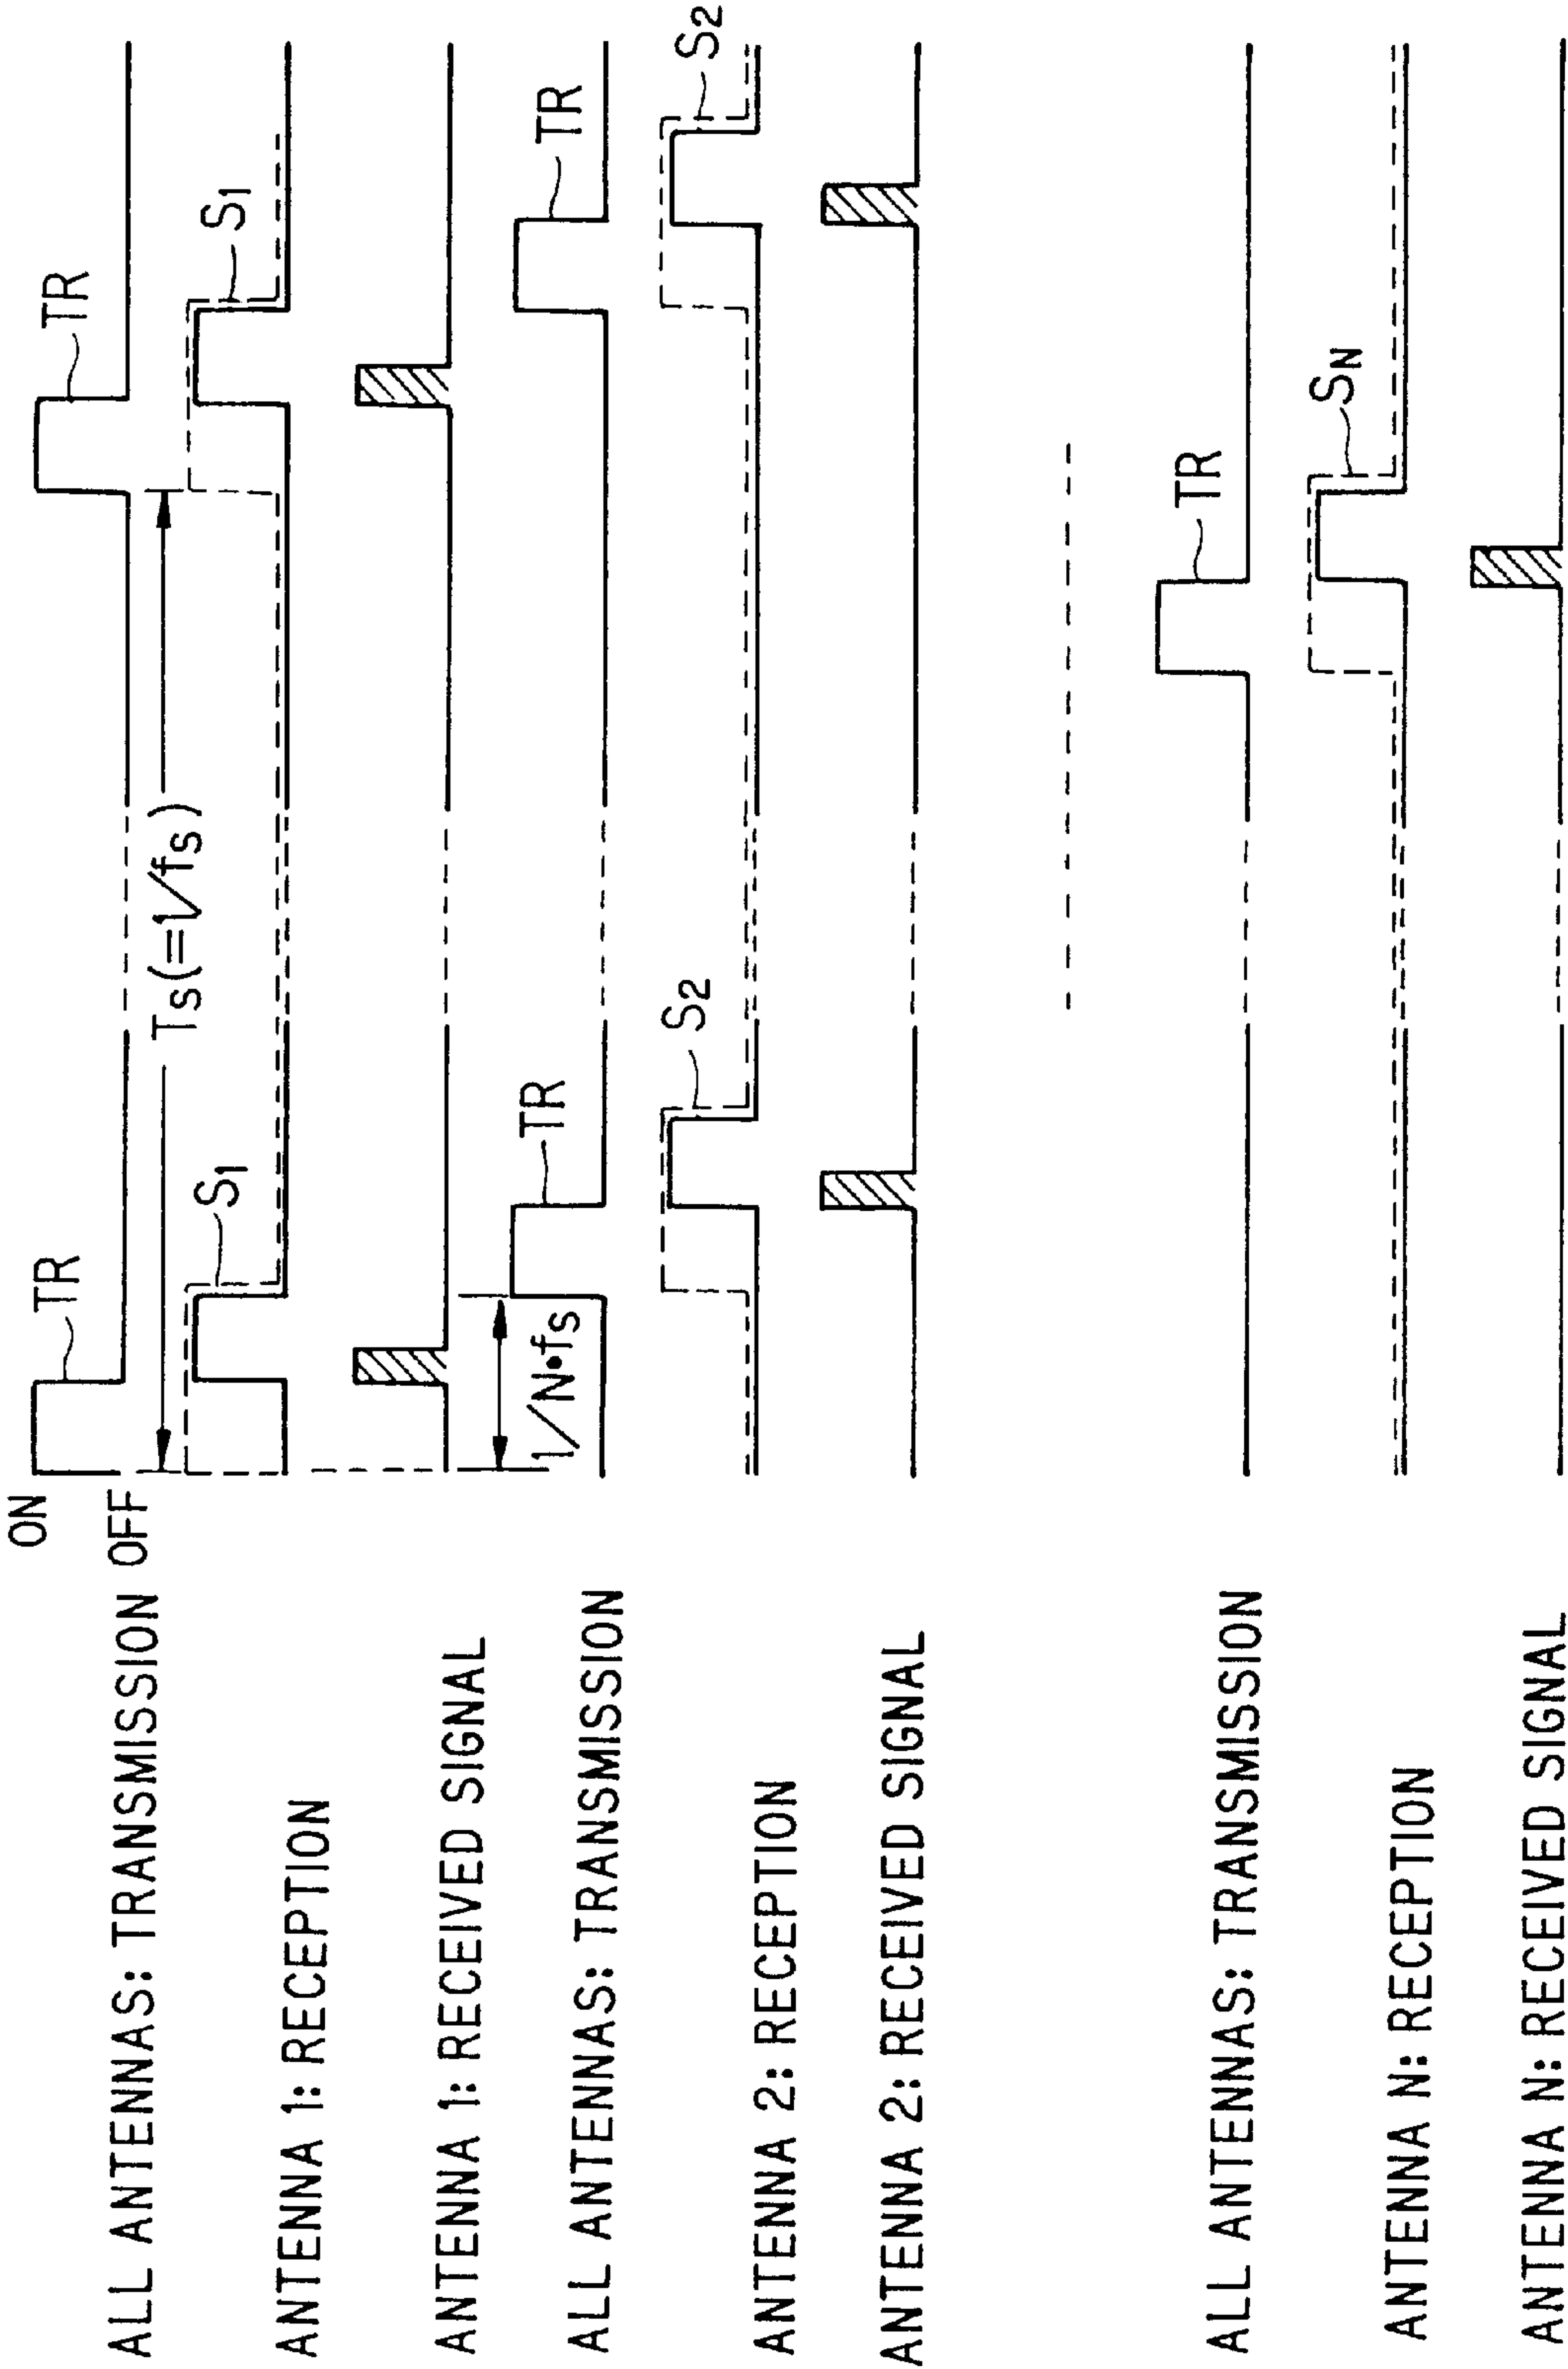 ON
ALL ANTENNAS: TRANSMISSION OFF
TR
TR
Ts(=1/fs)
ANTENNA 1: RECEPTION
S1
S1
ANTENNA 1: RECEIVED SIGNAL
1/N•fs
ALL ANTENNAS: TRANSMISSION
TR
TR
ANTENNA 2: RECEPTION
S2
S2
ANTENNA 2: RECEIVED SIGNAL
ALL ANTENNAS: TRANSMISSION
TR
ANTENNA N: RECEPTION
SN
ANTENNA N: RECEIVED SIGNAL